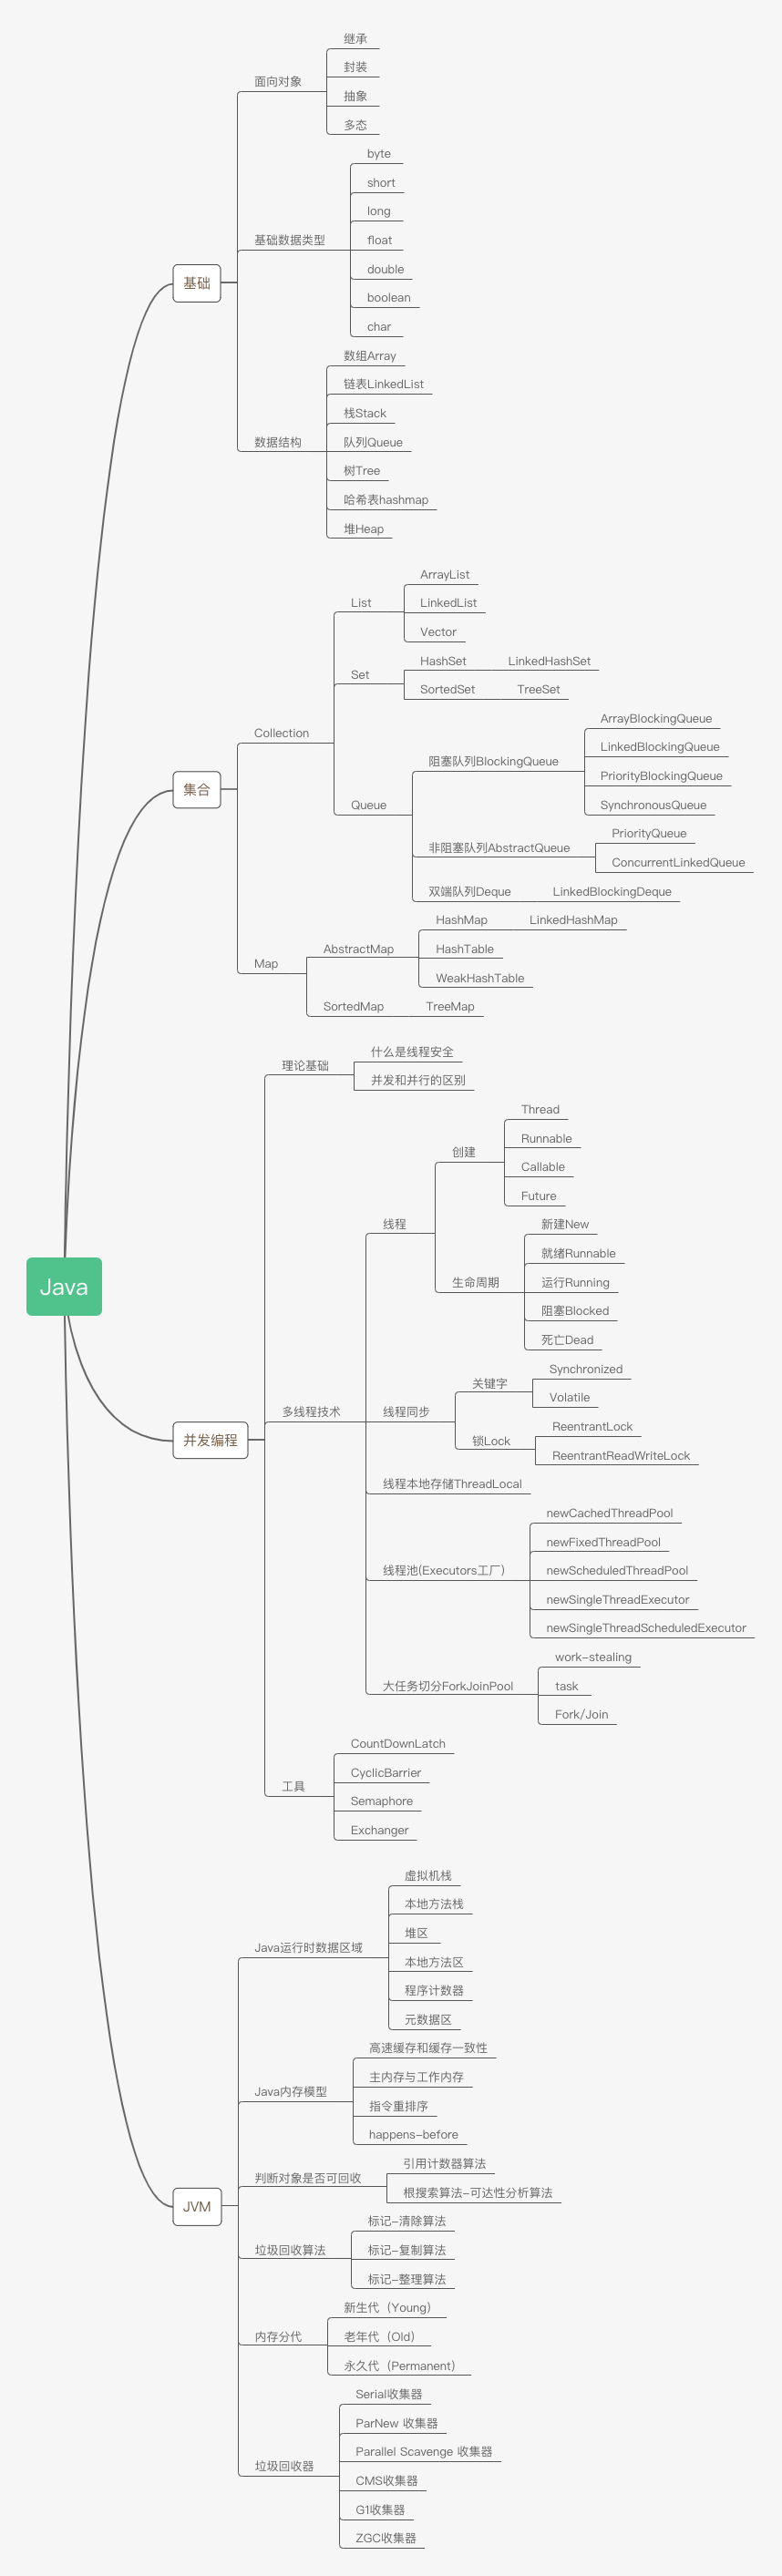 Java
基础
面向对象
继承
封装
抽象
多态
基础数据类型
byte
short
long
float
double
boolean
char
数据结构
数组Array
链表LinkedList
栈Stack
队列Queue
树Tree
哈希表hashmap
堆Heap
集合
Collection
List
ArrayList
LinkedList
Vector
Set
HashSet
LinkedHashSet
SortedSet
TreeSet
Queue
阻塞队列BlockingQueue
ArrayBlockingQueue
LinkedBlockingQueue
PriorityBlockingQueue
SynchronousQueue
非阻塞队列AbstractQueue
PriorityQueue
ConcurrentLinkedQueue
双端队列Deque
LinkedBlockingDeque
Map
AbstractMap
HashMap
LinkedHashMap
HashTable
WeakHashTable
SortedMap
TreeMap
并发编程
理论基础
什么是线程安全
并发和并行的区别
多线程技术
线程
创建
Thread
Runnable
Callable
Future
生命周期
新建New
就绪Runnable
运行Running
阻塞Blocked
死亡Dead
线程同步
关键字
Synchronized
Volatile
锁Lock
ReentrantLock
ReentrantReadWriteLock
线程本地存储ThreadLocal
线程池(Executors工厂)
newCachedThreadPool
newFixedThreadPool
newScheduledThreadPool
newSingleThreadExecutor
newSingleThreadScheduledExecutor
大任务切分ForkJoinPool
work-stealing
task
Fork/Join
工具
CountDownLatch
CyclicBarrier
Semaphore
Exchanger
JVM
Java运行时数据区域
虚拟机栈
本地方法栈
堆区
本地方法区
程序计数器
元数据区
Java内存模型
高速缓存和缓存一致性
主内存与工作内存
指令重排序
happens-before
判断对象是否可回收
引用计数器算法
根搜索算法-可达性分析算法
垃圾回收算法
标记-清除算法
标记-复制算法
标记-整理算法
内存分代
新生代（Young）
老年代（Old）
永久代（Permanent）
垃圾回收器
Serial收集器
ParNew 收集器
Parallel Scavenge 收集器
CMS收集器
G1收集器
ZGC收集器